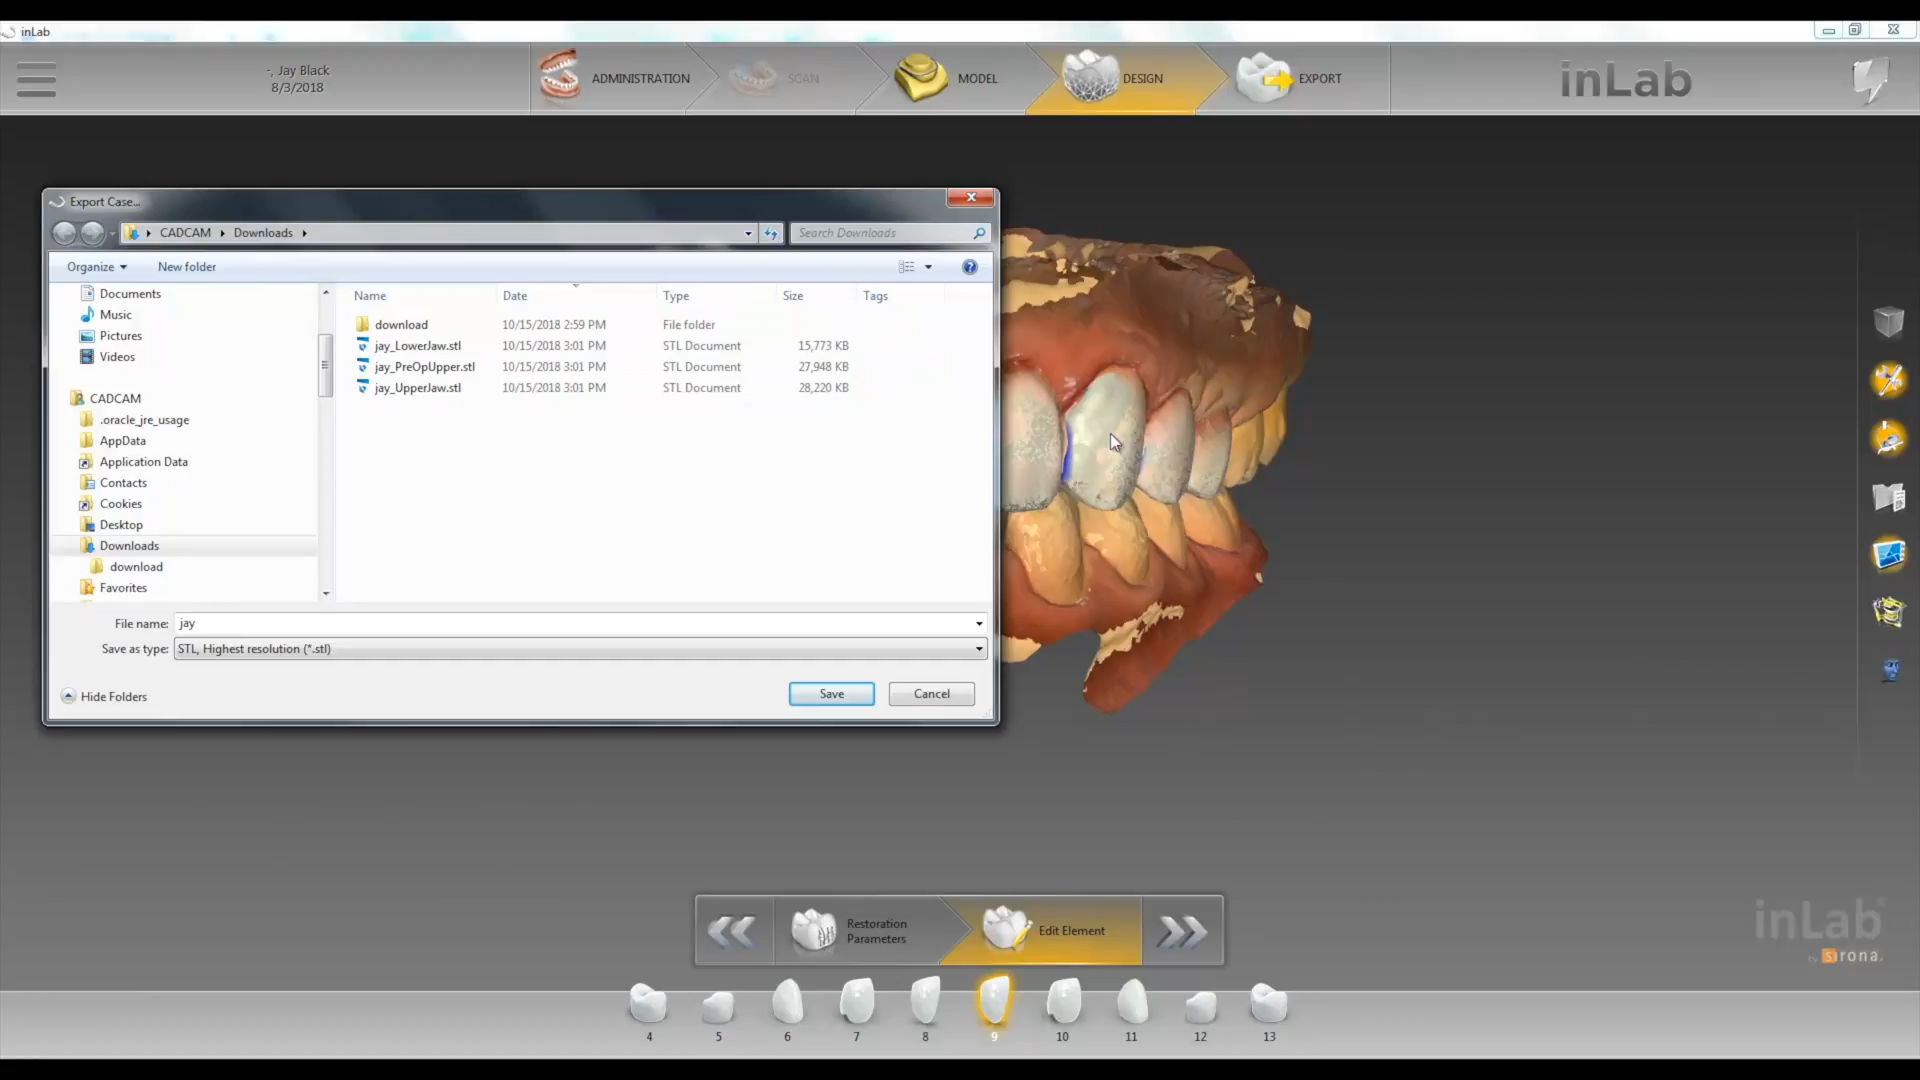 inLab
-, Jay Black
8/3/2018
ADMINISTRATION
SCAN
MODEL
DESIGN
EXPORT
inLab
Export Case...
CADCAM
Downloads
Search Downloads
Organize
New folder
Documents
Music
Pictures
Videos
CADCAM
.oracle_jre_usage
AppData
Application Data
Contacts
Cookies
Desktop
Downloads
download
Favorites
Name Date Type Size Tags
download 10/15/2018 2:59 PM File folder
jay_LowerJaw.stl 10/15/2018 3:01 PM STL Document 15,773 KB
jay_PreOpUpper.stl 10/15/2018 3:01 PM STL Document 27,948 KB
jay_UpperJaw.stl 10/15/2018 3:01 PM STL Document 28,220 KB
File name: jay
Save as type: STL, Highest resolution (*.stl)
Hide Folders
Save
Cancel
Restoration
Parameters
Edit Element
inLab
by sirona.
4 5 6 7 8 9 10 11 12 13